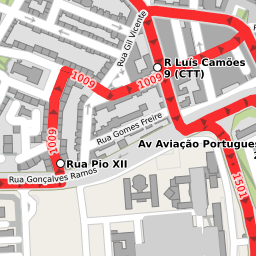 Rua Gil Vicente
R Luís Camões
9 (CTT)
1009
1009
1009
Rua Gomes Freire
Av Aviação Portugues
2
Rua Pio XII
Rua Gonçalves Ramos
1501